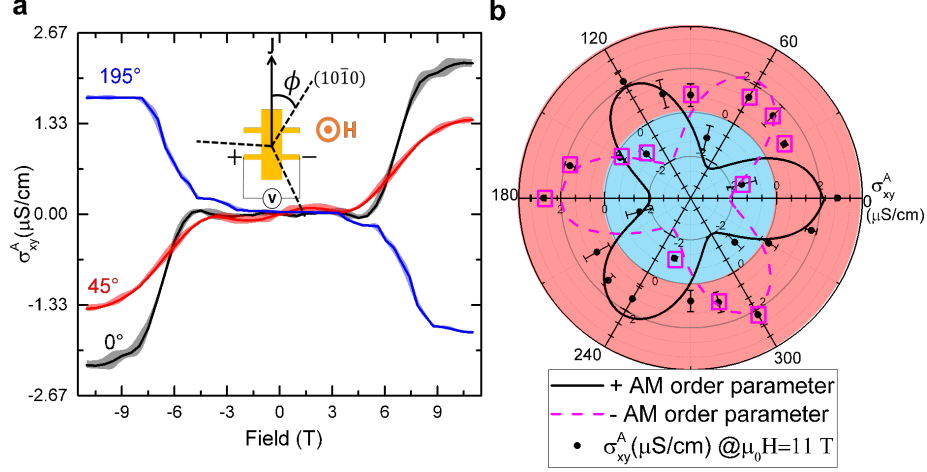 a
2.67
1.33
0.00
-1.33
-2.67
σ^A_xy(μS/cm)
195°
45°
0°
J
ϕ
(101̄0)
H
+
−
V
-9
-6
-3
0
3
6
9
Field (T)
b
120
60
180
0
240
300
2
0
-2
σ^A_xy
(μS/cm)
+ AM order parameter
- AM order parameter
σ^A_xy(μS/cm) @μ₀H=11 T